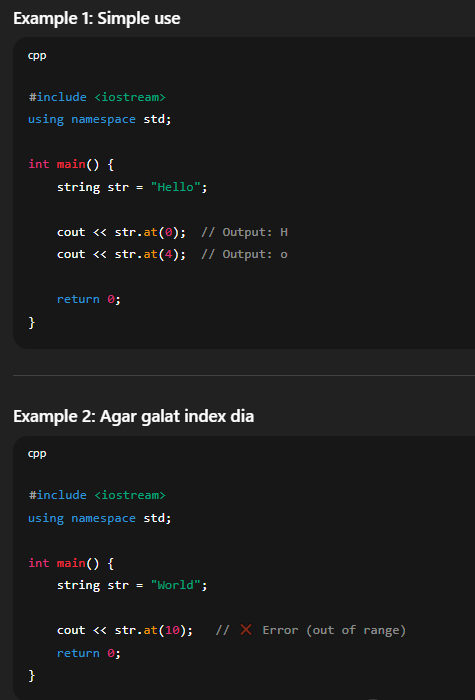 Example 1: Simple use
cpp
#include <iostream>
using namespace std;
int main() {
string str = "Hello";
cout << str.at(0);  // Output: H
cout << str.at(4);  // Output: o
return 0;
}
Example 2: Agar galat index dia
cpp
#include <iostream>
using namespace std;
int main() {
string str = "World";
cout << str.at(10);   // ❌ Error (out of range)
return 0;
}